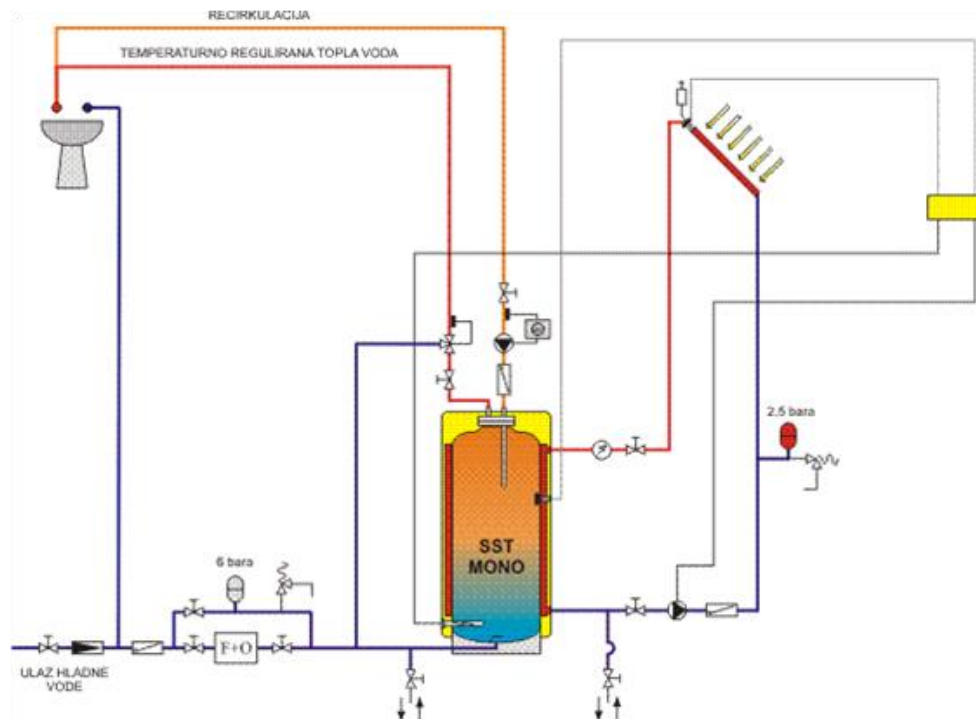 RECIRKULACIJA
TEMPERATURNO REGULIRANA TOPLA VODA
2,5 bara
SST
MONO
6 bara
F+O
ULAZ HLADNE
VODE